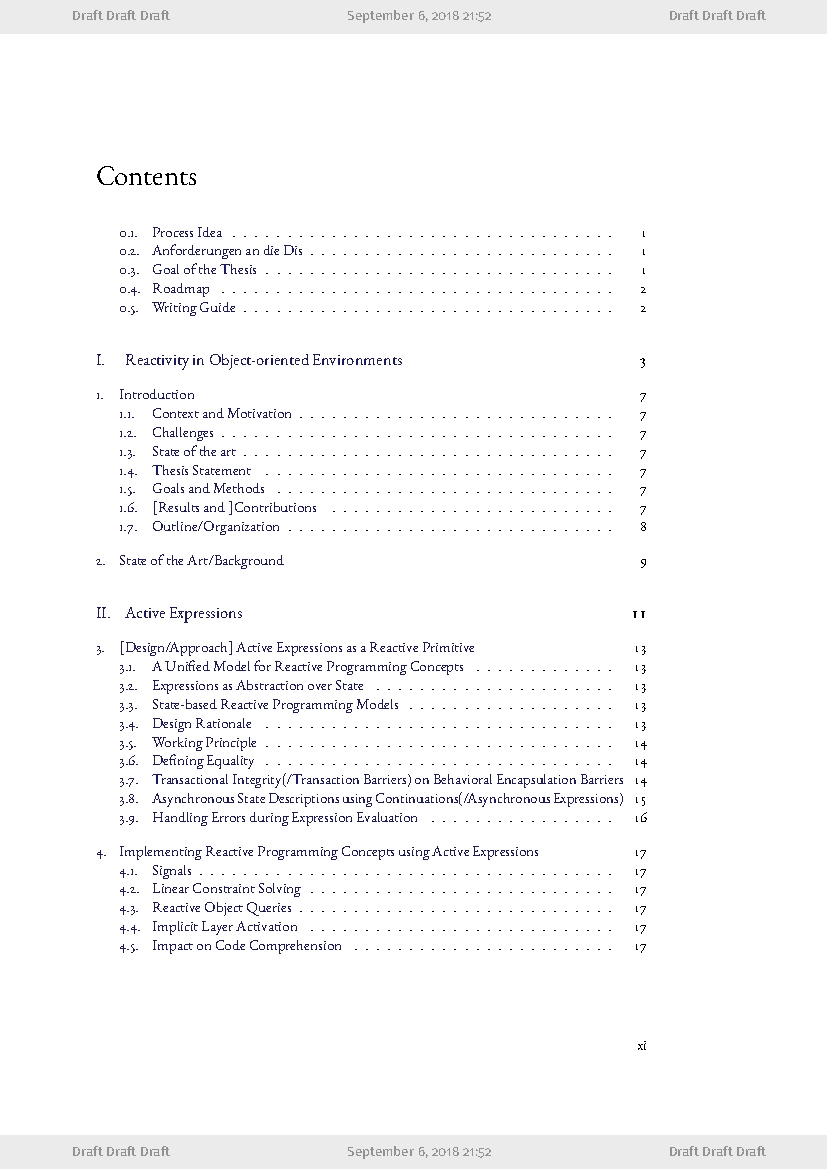 Draft Draft Draft September 6, 2018 21:52 Draft Draft Draft
Contents
0.1. Process Idea . . . . . . . . . . . . . . . . . . . . . . . . . . . . . . . . . . . 1
0.2. Anforderungen an die Dis . . . . . . . . . . . . . . . . . . . . . . . . . . . . 1
0.3. Goal of the Thesis . . . . . . . . . . . . . . . . . . . . . . . . . . . . . . . . 1
0.4. Roadmap . . . . . . . . . . . . . . . . . . . . . . . . . . . . . . . . . . . . 2
0.5. Writing Guide . . . . . . . . . . . . . . . . . . . . . . . . . . . . . . . . . . 2
I. Reactivity in Object-oriented Environments 3
1. Introduction 7
1.1. Context and Motivation . . . . . . . . . . . . . . . . . . . . . . . . . . . . . 7
1.2. Challenges . . . . . . . . . . . . . . . . . . . . . . . . . . . . . . . . . . . . 7
1.3. State of the art . . . . . . . . . . . . . . . . . . . . . . . . . . . . . . . . . . 7
1.4. Thesis Statement . . . . . . . . . . . . . . . . . . . . . . . . . . . . . . . . 7
1.5. Goals and Methods . . . . . . . . . . . . . . . . . . . . . . . . . . . . . . . 7
1.6. [Results and ]Contributions . . . . . . . . . . . . . . . . . . . . . . . . . . 7
1.7. Outline/Organization . . . . . . . . . . . . . . . . . . . . . . . . . . . . . . 8
2. State of the Art/Background 9
II. Active Expressions 11
3. [Design/Approach] Active Expressions as a Reactive Primitive 13
3.1. A Unified Model for Reactive Programming Concepts . . . . . . . . . . . . . 13
3.2. Expressions as Abstraction over State . . . . . . . . . . . . . . . . . . . . . . 13
3.3. State-based Reactive Programming Models . . . . . . . . . . . . . . . . . . . 13
3.4. Design Rationale . . . . . . . . . . . . . . . . . . . . . . . . . . . . . . . . 13
3.5. Working Principle . . . . . . . . . . . . . . . . . . . . . . . . . . . . . . . . 14
3.6. Defining Equality . . . . . . . . . . . . . . . . . . . . . . . . . . . . . . . . 14
3.7. Transactional Integrity(/Transaction Barriers) on Behavioral Encapsulation Barriers 14
3.8. Asynchronous State Descriptions using Continuations(/Asynchronous Expressions) 15
3.9. Handling Errors during Expression Evaluation . . . . . . . . . . . . . . . . . 16
4. Implementing Reactive Programming Concepts using Active Expressions 17
4.1. Signals . . . . . . . . . . . . . . . . . . . . . . . . . . . . . . . . . . . . . . 17
4.2. Linear Constraint Solving . . . . . . . . . . . . . . . . . . . . . . . . . . . . 17
4.3. Reactive Object Queries . . . . . . . . . . . . . . . . . . . . . . . . . . . . . 17
4.4. Implicit Layer Activation . . . . . . . . . . . . . . . . . . . . . . . . . . . . 17
4.5. Impact on Code Comprehension . . . . . . . . . . . . . . . . . . . . . . . . 17
xi
Draft Draft Draft September 6, 2018 21:52 Draft Draft Draft